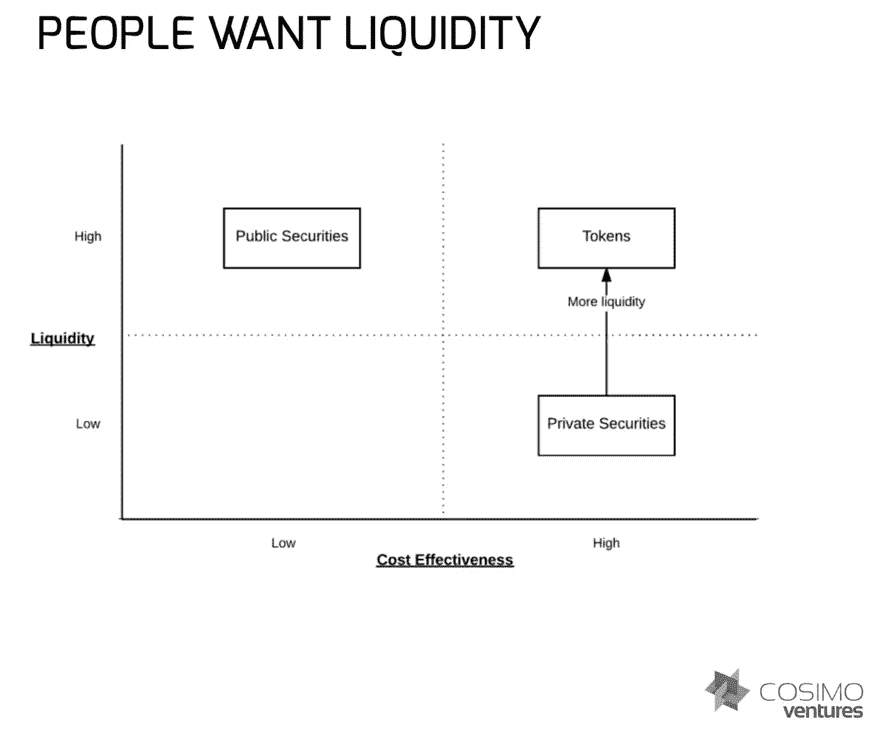 PEOPLE WANT LIQUIDITY
High
Public Securities
Tokens
More liquidity
Liquidity
Low
Private Securities
Low
High
Cost Effectiveness
COSIMO
ventures